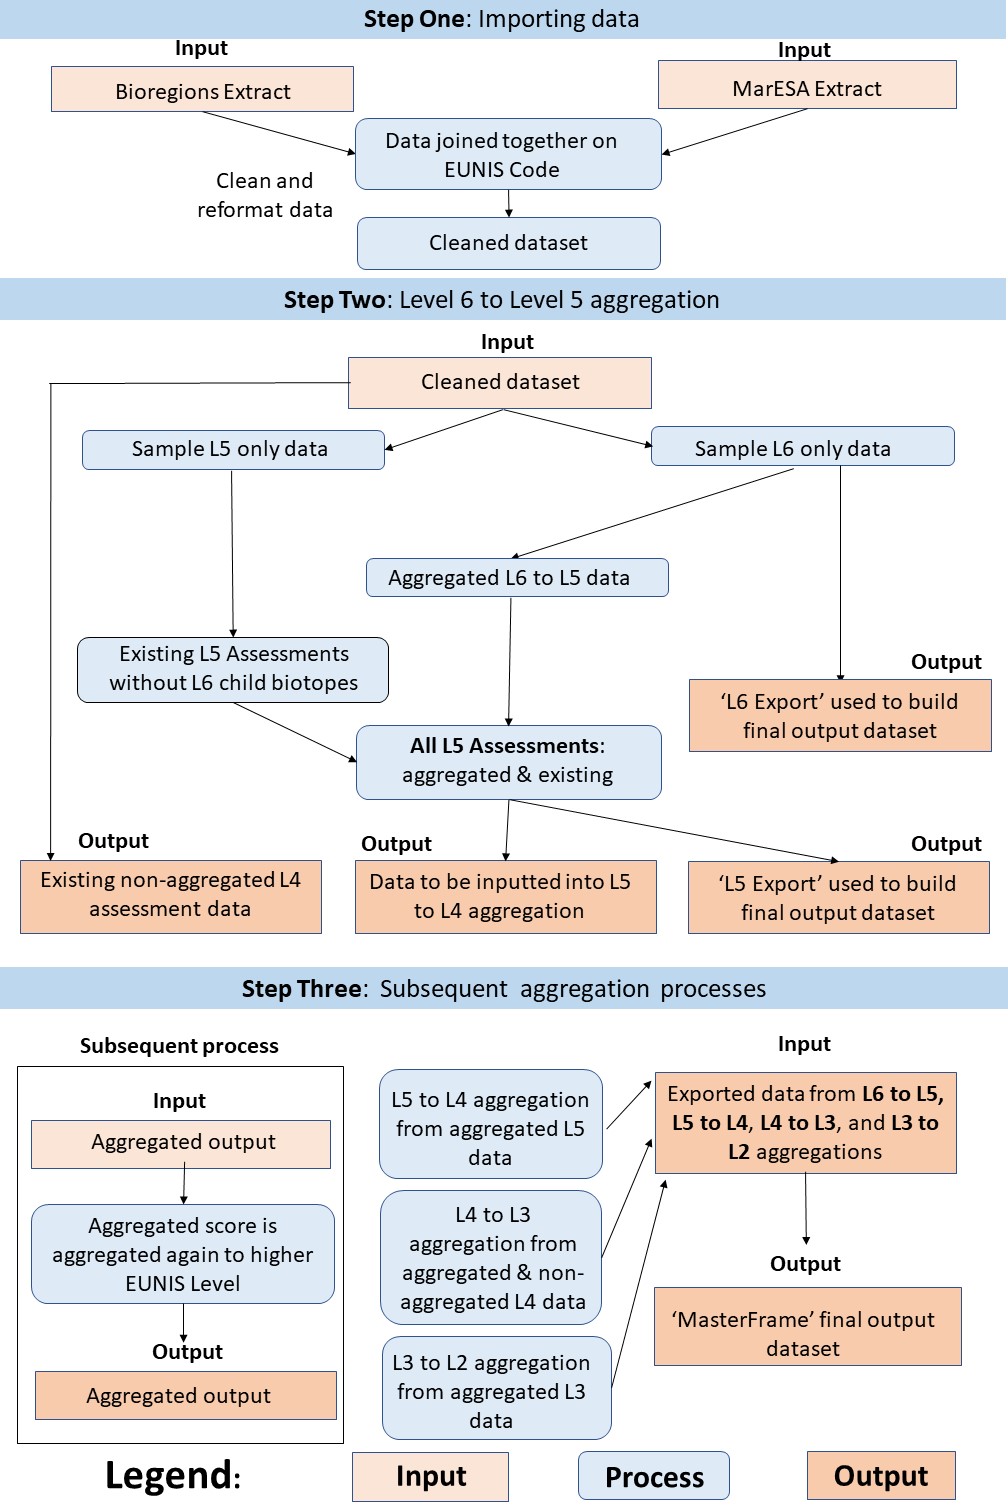 Step One: Importing data
Input
Input
Bioregions Extract
MarESA Extract
Data joined together on
EUNIS Code
Clean and
reformat data
Cleaned dataset
Step Two: Level 6 to Level 5 aggregation
Input
Cleaned dataset
Sample L5 only data
Sample L6 only data
Aggregated L6 to L5 data
Existing L5 Assessments
without L6 child biotopes
Output
‘L6 Export’ used to build
final output dataset
All L5 Assessments:
aggregated & existing
Output
Existing non-aggregated L4
assessment data
Output
Data to be inputted into L5
to L4 aggregation
Output
‘L5 Export’ used to build
final output dataset
Step Three: Subsequent aggregation processes
Subsequent process
Input
Aggregated output
Aggregated score is
aggregated again to higher
EUNIS Level
Output
Aggregated output
L5 to L4 aggregation
from aggregated L5
data
L4 to L3
aggregation from
aggregated & non-
aggregated L4 data
L3 to L2 aggregation
from aggregated L3
data
Input
Exported data from L6 to L5,
L5 to L4, L4 to L3, and L3 to
L2 aggregations
Output
‘MasterFrame’ final output
dataset
Legend:
Input
Process
Output